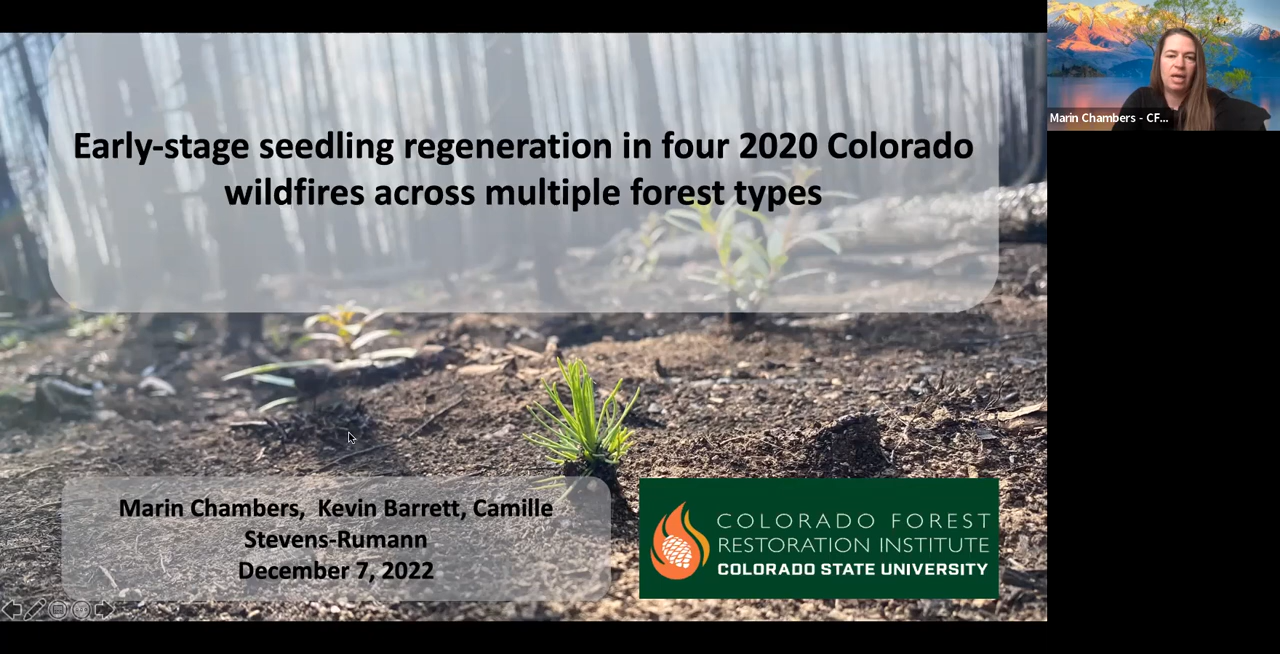 Early-stage seedling regeneration in four 2020 Colorado
wildfires across multiple forest types
Marin Chambers - CF...
Marin Chambers, Kevin Barrett, Camille
Stevens-Rumann
December 7, 2022
COLORADO FOREST
RESTORATION INSTITUTE
COLORADO STATE UNIVERSITY